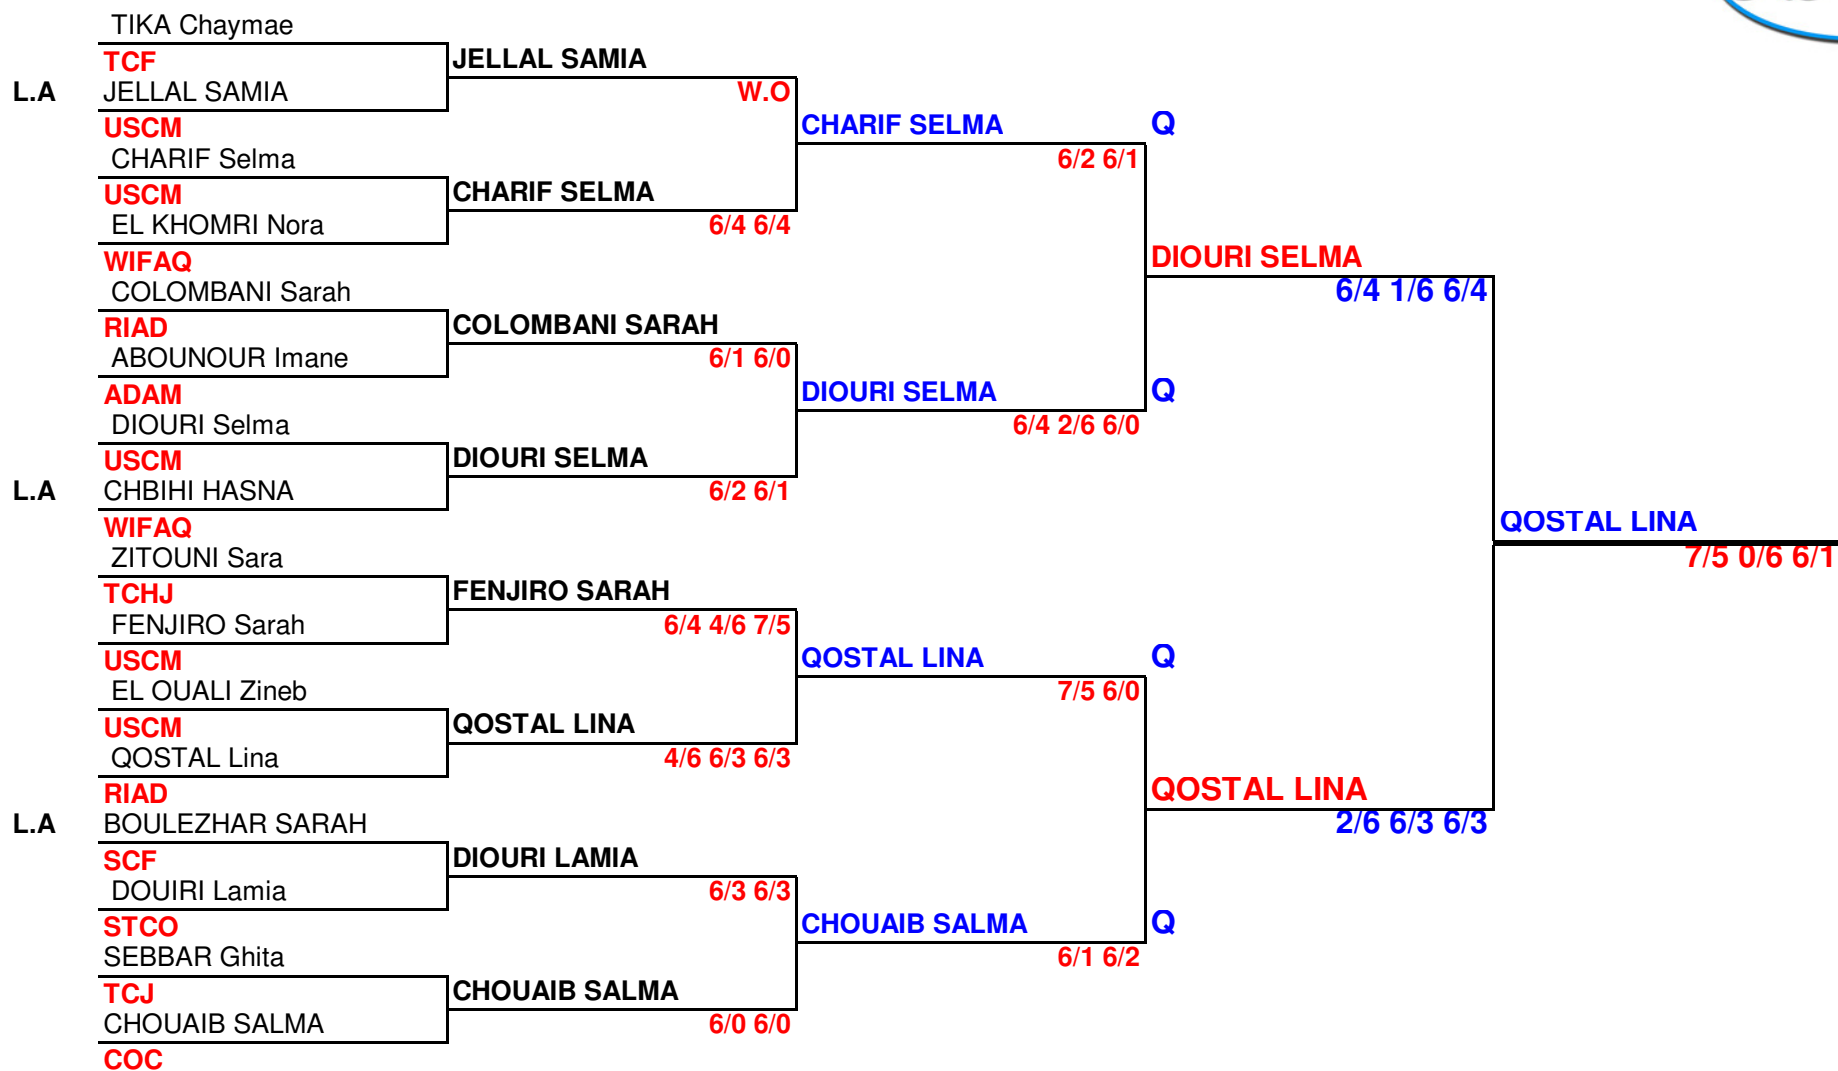 TIKA Chaymae
TCF
JELLAL SAMIA
L.A JELLAL SAMIA
W.O
USCM
CHARIF SELMA Q
CHARIF Selma
6/2 6/1
USCM
CHARIF SELMA
EL KHOMRI Nora
6/4 6/4
WIFAQ
DIOURI SELMA
COLOMBANI Sarah
6/4 1/6 6/4
RIAD
COLOMBANI SARAH
ABOUNOUR Imane
6/1 6/0
ADAM
DIOURI SELMA Q
DIOURI Selma
6/4 2/6 6/0
USCM
DIOURI SELMA
L.A CHBIHI HASNA
6/2 6/1
WIFAQ
QOSTAL LINA
ZITOUNI Sara
7/5 0/6 6/1
TCHJ
FENJIRO SARAH
FENJIRO Sarah
6/4 4/6 7/5
USCM
QOSTAL LINA Q
EL OUALI Zineb
7/5 6/0
USCM
QOSTAL LINA
QOSTAL Lina
4/6 6/3 6/3
RIAD
QOSTAL LINA
L.A BOULEZHAR SARAH
2/6 6/3 6/3
SCF
DIOURI LAMIA
DOUIRI Lamia
6/3 6/3
STCO
CHOUAIB SALMA Q
SEBBAR Ghita
6/1 6/2
TCJ
CHOUAIB SALMA
CHOUAIB SALMA
6/0 6/0
COC